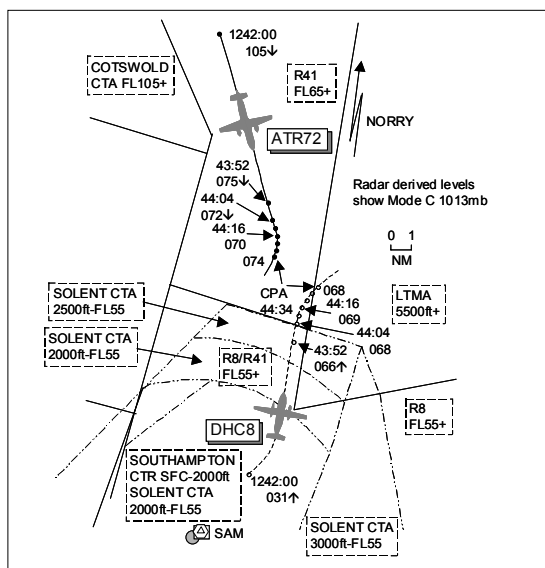 1242:00
105↓
COTSWOLD
CTA FL105+
R41
FL65+
NORRY
ATR72
43:52
075↓
44:04
072↓
44:16
070
074
Radar derived levels
show Mode C 1013mb
0 1
NM
CPA
44:34
068
44:16
069
44:04
068
LTMA
5500ft+
SOLENT CTA
2500ft-FL55
SOLENT CTA
2000ft-FL55
43:52
066↑
R8/R41
FL55+
R8
FL55+
DHC8
SOUTHAMPTON
CTR SFC-2000ft
SOLENT CTA
2000ft-FL55
1242:00
031↑
SAM
SOLENT CTA
3000ft-FL55